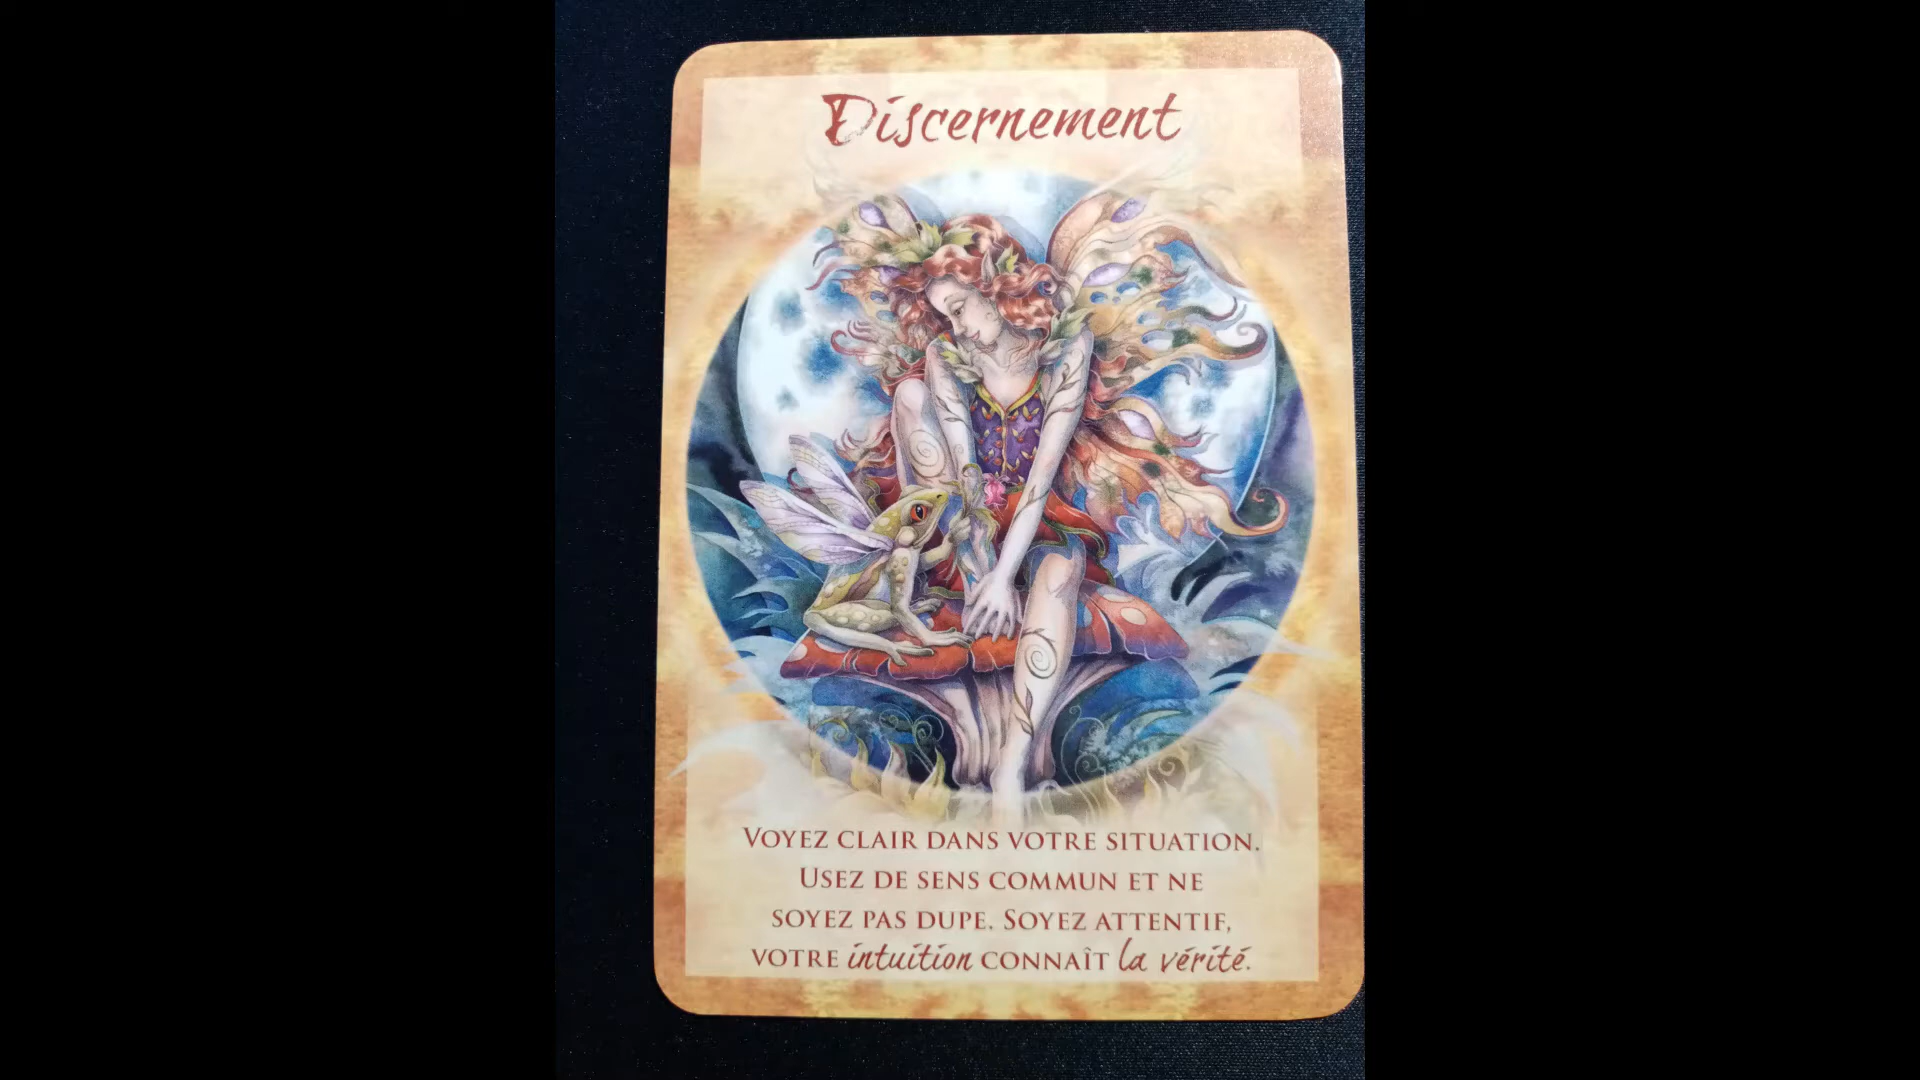 Discernement
Voyez clair dans votre situation.
Usez de sens commun et ne
soyez pas dupe. Soyez attentif,
votre intuition connaît la vérité.